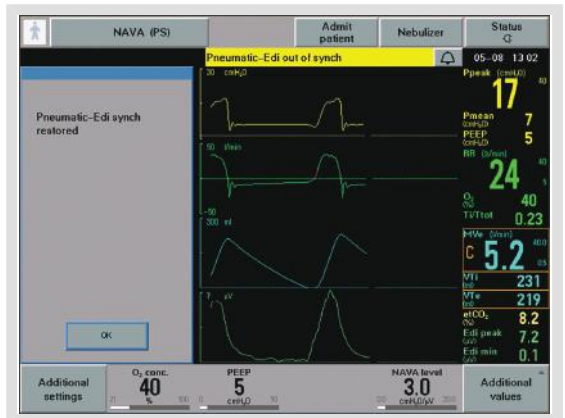 NAVA (PS)
Admit patient
Nebulizer
Status
Pneumatic-Edi out of synch
05-08 13:02
Pneumatic-Edi synch
restored
OK
30 cmH₂O
50 l/min
-50
300 ml
7 µV
Ppeak (cmH₂O)
17
40
Pmean
(cmH₂O)
7
PEEP
(cmH₂O)
5
RR (b/min)
24
40
5
O₂
(%)
40
Ti/Ttot
0.23
MVe (l/min)
C 5.2
40.0
0.5
VTi
(ml)
231
VTe
(ml)
219
etCO₂
(%)
8.2
Edi peak
(µV)
7.2
Edi min
(µV)
0.1
Additional
settings
O₂ conc.
40
21 % 100
PEEP
5
0 cmH₂O 50
NAVA level
3.0
0.0 cmH₂O/µV 30.0
Additional
values